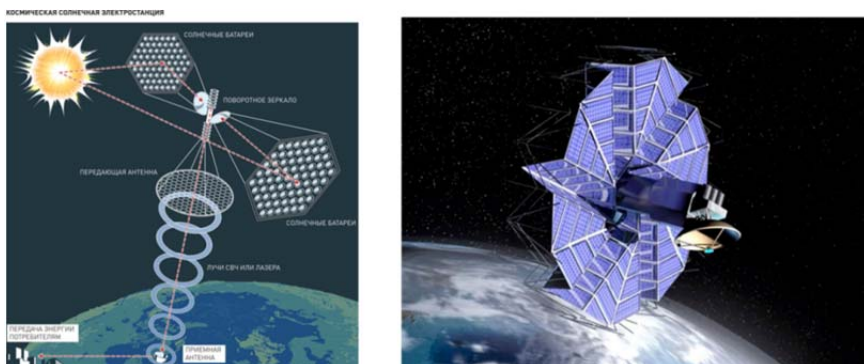 КОСМИЧЕСКАЯ СОЛНЕЧНАЯ ЭЛЕКТРОСТАНЦИЯ
СОЛНЕЧНЫЕ БАТАРЕИ
ПОВОРОТНОЕ ЗЕРКАЛО
ПЕРЕДАЮЩАЯ АНТЕННА
СОЛНЕЧНЫЕ БАТАРЕИ
ЛУЧИ СВЧ ИЛИ ЛАЗЕРА
ПЕРЕДАЧА ЭНЕРГИИ
ПОТРЕБИТЕЛЯМ
ПРИЕМНАЯ
АНТЕННА